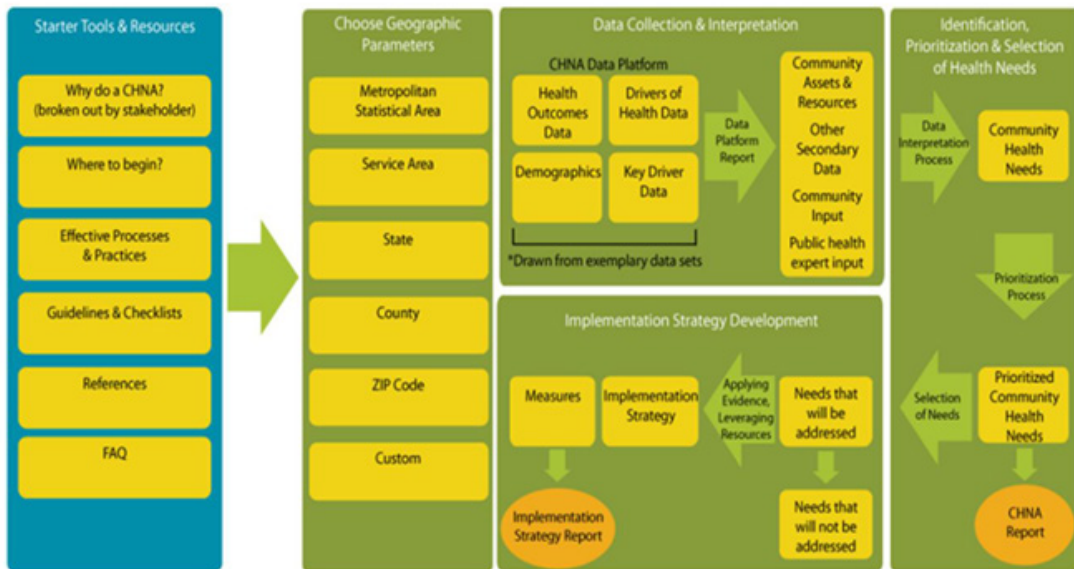 Starter Tools & Resources
Why do a CHNA?
(broken out by stakeholder)
Where to begin?
Effective Processes
& Practices
Guidelines & Checklists
References
FAQ
Choose Geographic
Parameters
Metropolitan
Statistical Area
Service Area
State
County
ZIP Code
Custom
Data Collection & Interpretation
CHNA Data Platform
Health
Outcomes
Data
Drivers of
Health Data
Demographics
Key Driver
Data
*Drawn from exemplary data sets
Data
Platform
Report
Community
Assets &
Resources
Other
Secondary
Data
Community
Input
Public health
expert input
Data
Interpretation
Process
Identification,
Prioritization & Selection
of Health Needs
Community
Health
Needs
Prioritization
Process
Prioritized
Community
Health
Needs
CHNA
Report
Selection
of Needs
Implementation Strategy Development
Needs that
will be
addressed
Needs that
will not be
addressed
Applying
Evidence,
Leveraging
Resources
Implementation
Strategy
Measures
Implementation
Strategy Report